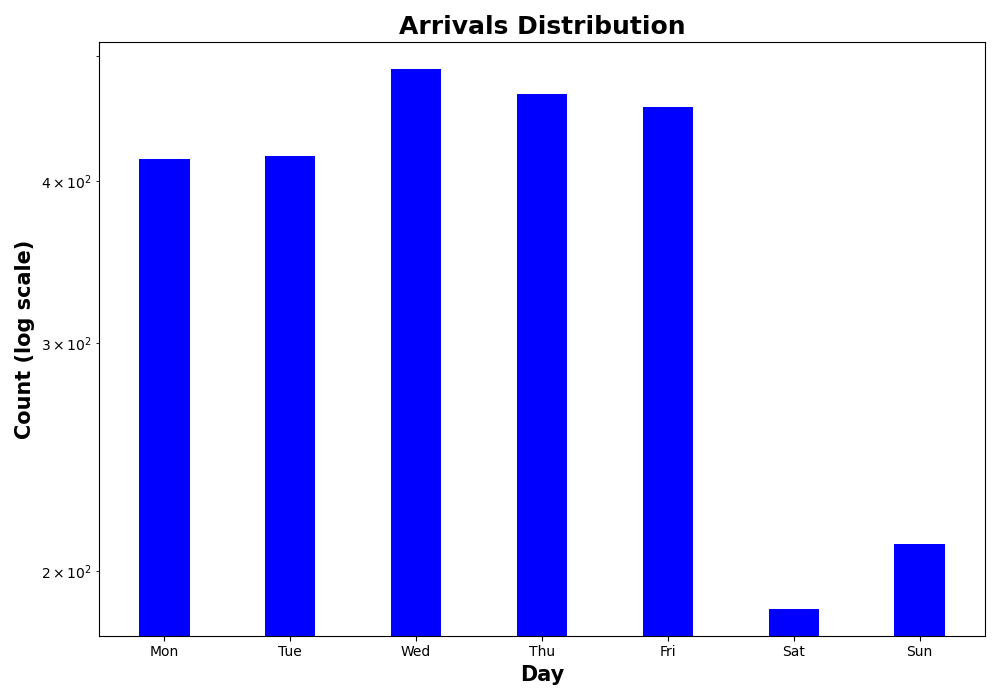 Arrivals Distribution
Count (log scale)
4 × 10²
3 × 10²
2 × 10²
Mon Tue Wed Thu Fri Sat Sun
Day